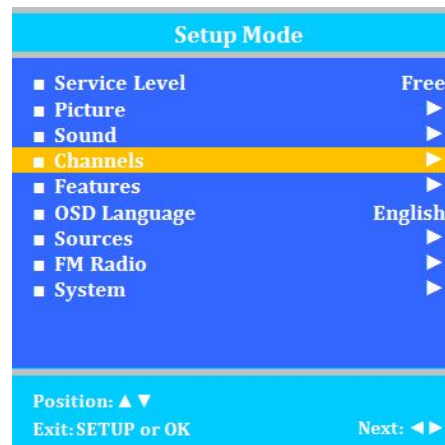 Setup Mode
■ Service Level Free
■ Picture ▶
■ Sound ▶
■ Channels ▶
■ Features ▶
■ OSD Language English
■ Sources ▶
■ FM Radio ▶
■ System ▶
Position: ▲ ▼
Exit: SETUP or OK Next: ◀ ▶